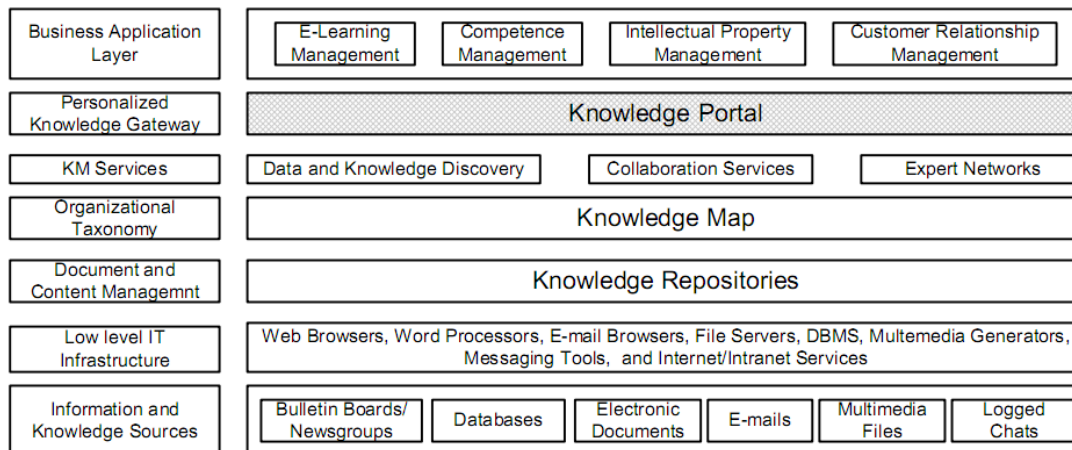 Business Application
Layer
E-Learning
Management
Competence
Management
Intellectual Property
Management
Customer Relationship
Management
Personalized
Knowledge Gateway
Knowledge Portal
KM Services
Data and Knowledge Discovery
Collaboration Services
Expert Networks
Organizational
Taxonomy
Knowledge Map
Document and
Content Managemnt
Knowledge Repositories
Low level IT
Infrastructure
Web Browsers, Word Processors, E-mail Browsers, File Servers, DBMS, Multemedia Generators,
Messaging Tools, and Internet/Intranet Services
Information and
Knowledge Sources
Bulletin Boards/
Newsgroups
Databases
Electronic
Documents
E-mails
Multimedia
Files
Logged
Chats